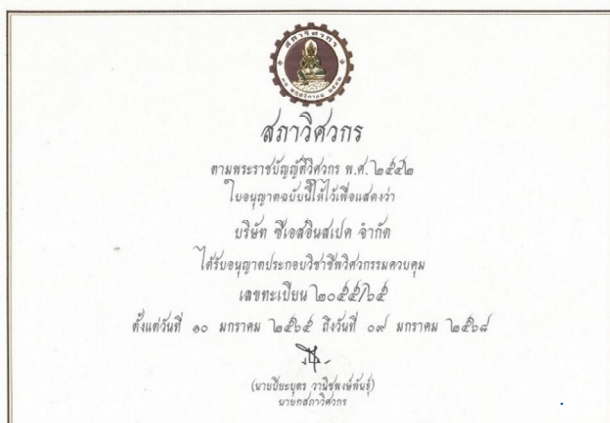 สภาวิศวกร
สภาวิศวกร
ตามพระราชบัญญัติวิศวกร พ.ศ. ๒๕๔๒
ใบอนุญาตฉบับนี้ให้ไว้เพื่อแสดงว่า
บริษัท ซีเอสอินสเปค จำกัด
ได้รับอนุญาตประกอบวิชาชีพวิศวกรรมควบคุม
เลขทะเบียน ๒๐๕๕/๖๕
ตั้งแต่วันที่ ๑๐ มกราคม ๒๕๖๕ ถึงวันที่ ๐๙ มกราคม ๒๕๖๘
(นายปิยะบุตร วานิชพงษ์พันธุ์)
นายกสภาวิศวกร